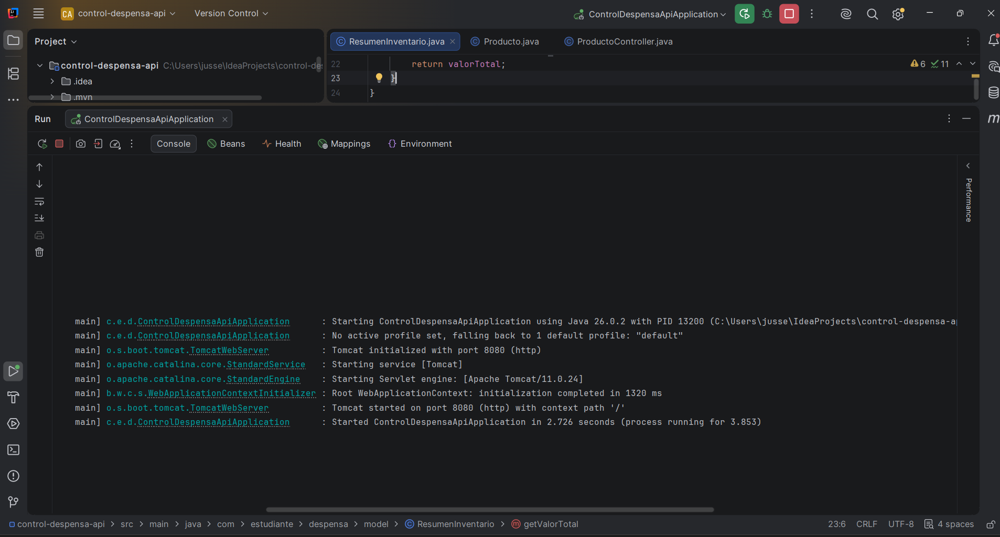 CA control-despensa-api Version Control ControlDespensaApiApplication
Project
ResumenInventario.java Producto.java ProductoController.java
control-despensa-api C:\Users\jusse\IdeaProjects\control-de
.idea
.mvn
22 return valorTotal; 6 11
23 }
24 }
Run ControlDespensaApiApplication
Console Beans Health Mappings Environment
Performance
main] c.e.d.ControlDespensaApiApplication : Starting ControlDespensaApiApplication using Java 26.0.2 with PID 13200 (C:\Users\jusse\IdeaProjects\control-despensa-ap
main] c.e.d.ControlDespensaApiApplication : No active profile set, falling back to 1 default profile: "default"
main] o.s.boot.tomcat.TomcatWebServer : Tomcat initialized with port 8080 (http)
main] o.apache.catalina.core.StandardService : Starting service [Tomcat]
main] o.apache.catalina.core.StandardEngine : Starting Servlet engine: [Apache Tomcat/11.0.24]
main] b.w.c.s.WebApplicationContextInitializer : Root WebApplicationContext: initialization completed in 1320 ms
main] o.s.boot.tomcat.TomcatWebServer : Tomcat started on port 8080 (http) with context path '/'
main] c.e.d.ControlDespensaApiApplication : Started ControlDespensaApiApplication in 2.726 seconds (process running for 3.853)
control-despensa-api > src > main > java > com > estudiante > despensa > model > ResumenInventario > getValorTotal 23:6 CRLF UTF-8 4 spaces